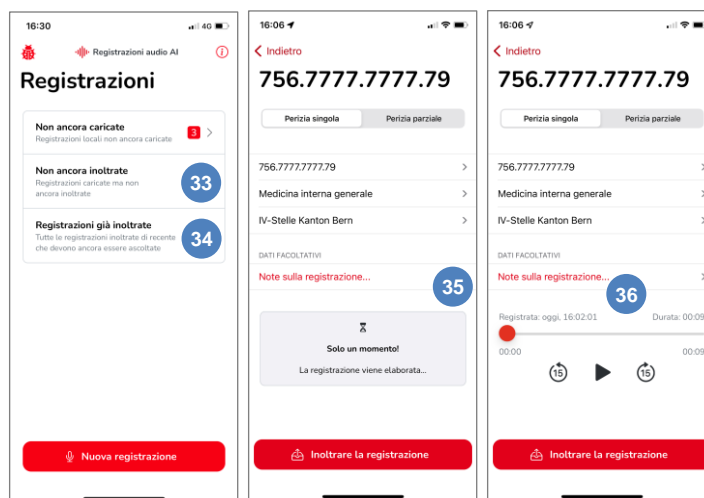 16:30
4G
Registrazioni audio AI
Registrazioni
Non ancora caricate
Registrazioni locali non ancora caricate
3
Non ancora inoltrate
Registrazioni caricate ma non
ancora inoltrate
33
Registrazioni già inoltrate
Tutte le registrazioni inoltrate di recente
che devono ancora essere ascoltate
34
Nuova registrazione
16:06
Indietro
756.7777.7777.79
Perizia singola
Perizia parziale
756.7777.7777.79
Medicina interna generale
IV-Stelle Kanton Bern
DATI FACOLTATIVI
Note sulla registrazione...
35
Solo un momento!
La registrazione viene elaborata...
Inoltrare la registrazione
16:06
Indietro
756.7777.7777.79
Perizia singola
Perizia parziale
756.7777.7777.79
Medicina interna generale
IV-Stelle Kanton Bern
DATI FACOLTATIVI
Note sulla registrazione...
36
Registrata: oggi, 16:02:01
Durata: 00:09
00:00
00:09
15
15
Inoltrare la registrazione